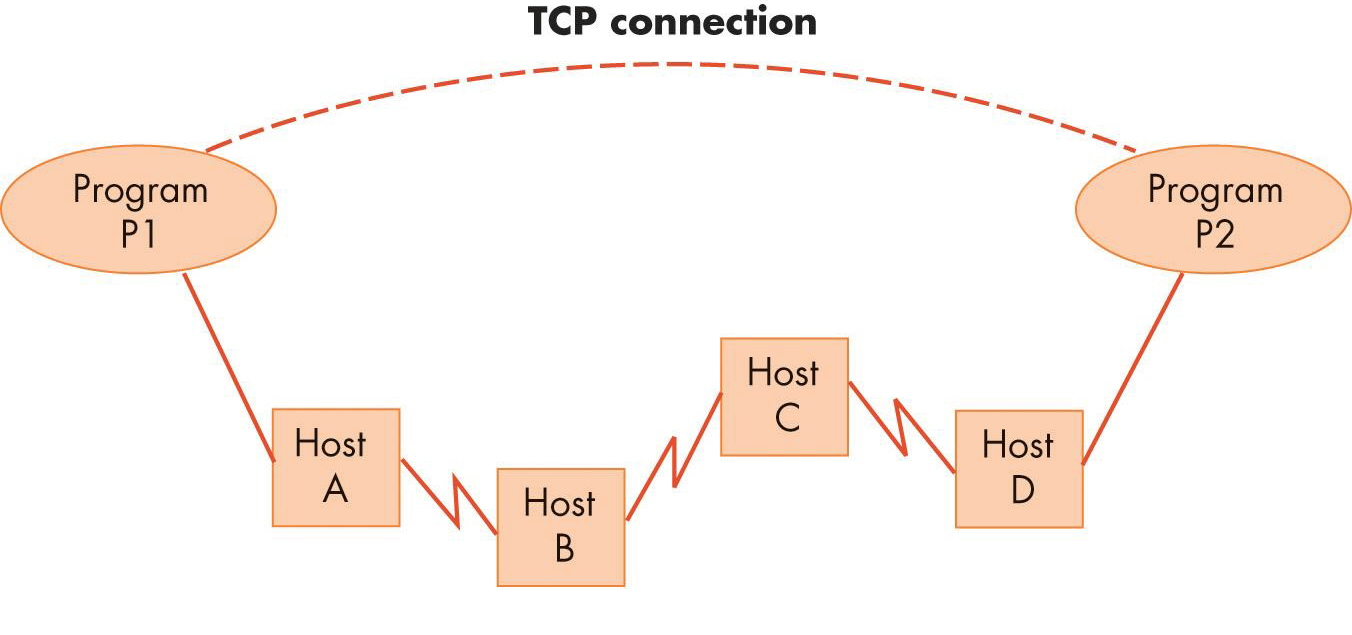 TCP connection
Program
P1
Program
P2
Host
C
Host
A
Host
D
Host
B